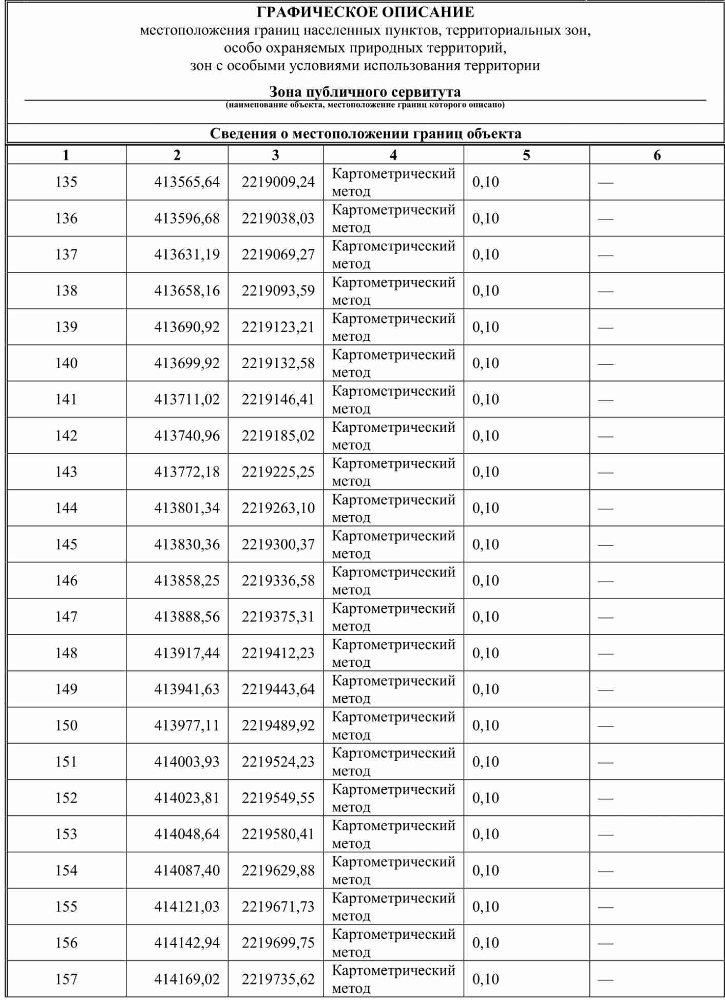 ГРАФИЧЕСКОЕ ОПИСАНИЕ
местоположения границ населенных пунктов, территориальных зон,
особо охраняемых природных территорий,
зон с особыми условиями использования территории
Зона публичного сервитута
(наименование объекта, местоположение границ которого описано)
Сведения о местоположении границ объекта
1 2 3 4 5 6
135 413565,64 2219009,24 Картометрический метод 0,10 —
136 413596,68 2219038,03 Картометрический метод 0,10 —
137 413631,19 2219069,27 Картометрический метод 0,10 —
138 413658,16 2219093,59 Картометрический метод 0,10 —
139 413690,92 2219123,21 Картометрический метод 0,10 —
140 413699,92 2219132,58 Картометрический метод 0,10 —
141 413711,02 2219146,41 Картометрический метод 0,10 —
142 413740,96 2219185,02 Картометрический метод 0,10 —
143 413772,18 2219225,25 Картометрический метод 0,10 —
144 413801,34 2219263,10 Картометрический метод 0,10 —
145 413830,36 2219300,37 Картометрический метод 0,10 —
146 413858,25 2219336,58 Картометрический метод 0,10 —
147 413888,56 2219375,31 Картометрический метод 0,10 —
148 413917,44 2219412,23 Картометрический метод 0,10 —
149 413941,63 2219443,64 Картометрический метод 0,10 —
150 413977,11 2219489,92 Картометрический метод 0,10 —
151 414003,93 2219524,23 Картометрический метод 0,10 —
152 414023,81 2219549,55 Картометрический метод 0,10 —
153 414048,64 2219580,41 Картометрический метод 0,10 —
154 414087,40 2219629,88 Картометрический метод 0,10 —
155 414121,03 2219671,73 Картометрический метод 0,10 —
156 414142,94 2219699,75 Картометрический метод 0,10 —
157 414169,02 2219735,62 Картометрический метод 0,10 —